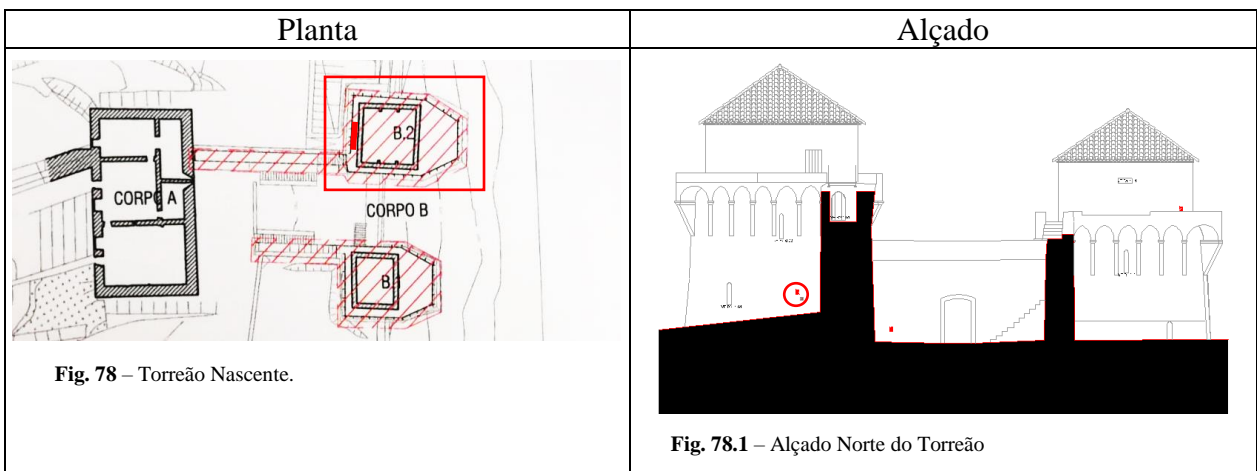 Planta
Alçado
B.2
CORPO A
CORPO B
B.
Fig. 78 – Torreão Nascente.
Fig. 78.1 – Alçado Norte do Torreão